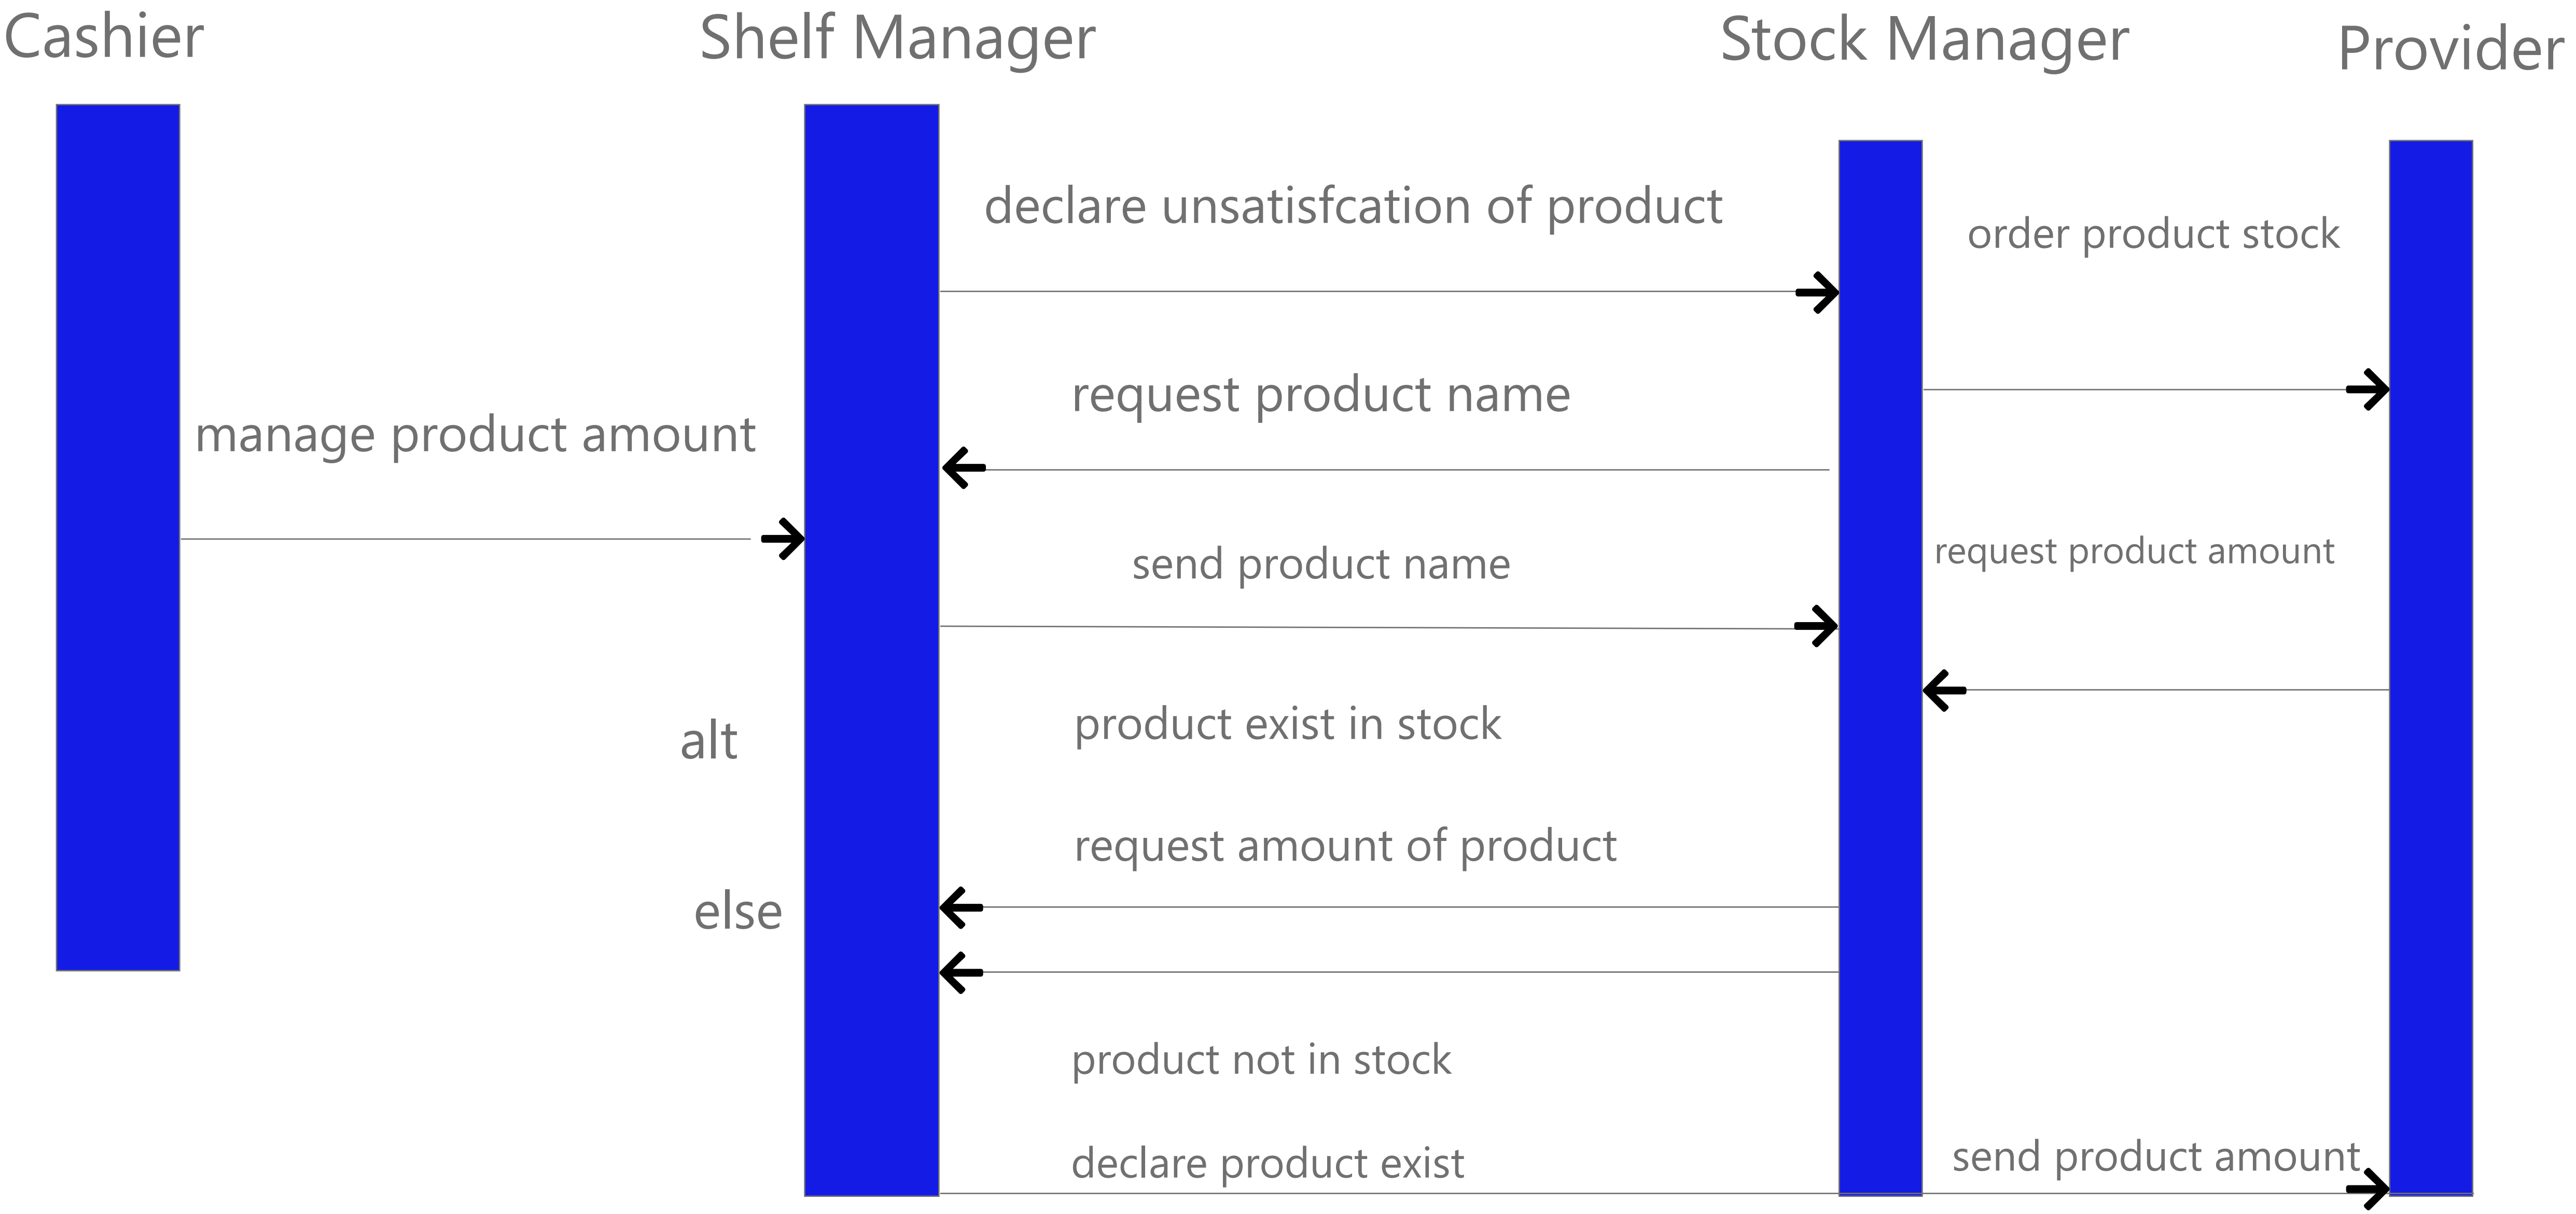 Cashier
Shelf Manager
Stock Manager
Provider
declare unsatisfcation of product
order product stock
request product name
manage product amount
send product name
request product amount
alt
product exist in stock
request amount of product
else
product not in stock
declare product exist
send product amount